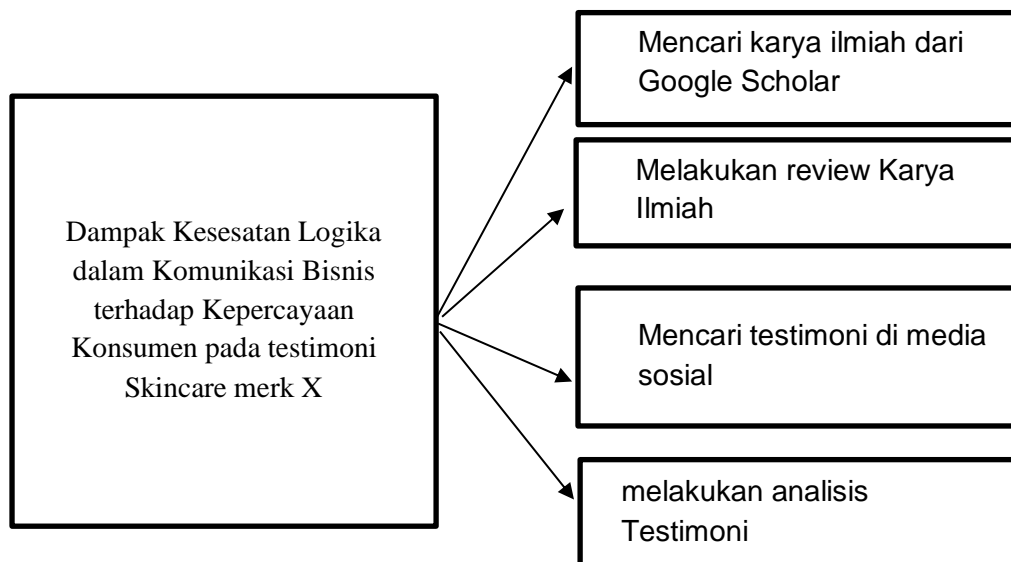 Dampak Kesesatan Logika
dalam Komunikasi Bisnis
terhadap Kepercayaan
Konsumen pada testimoni
Skincare merk X
Mencari karya ilmiah dari
Google Scholar
Melakukan review Karya
Ilmiah
Mencari testimoni di media
sosial
melakukan analisis
Testimoni